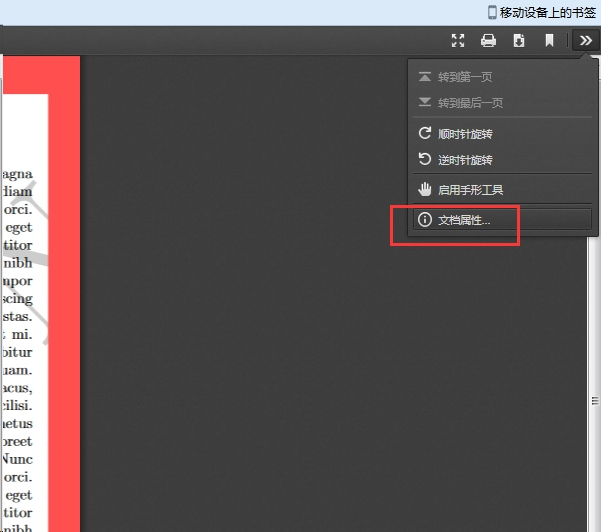 移动设备上的书签
转到第一页
转到最后一页
顺时针旋转
逆时针旋转
启用手形工具
文档属性...
agna
diam
orci.
eget
titor
nibh
mpor
scing
stas.
mi.
bitur
uam.
acus,
cilisi.
netus
oreet
Nunc
orci.
eget
titor
nibh